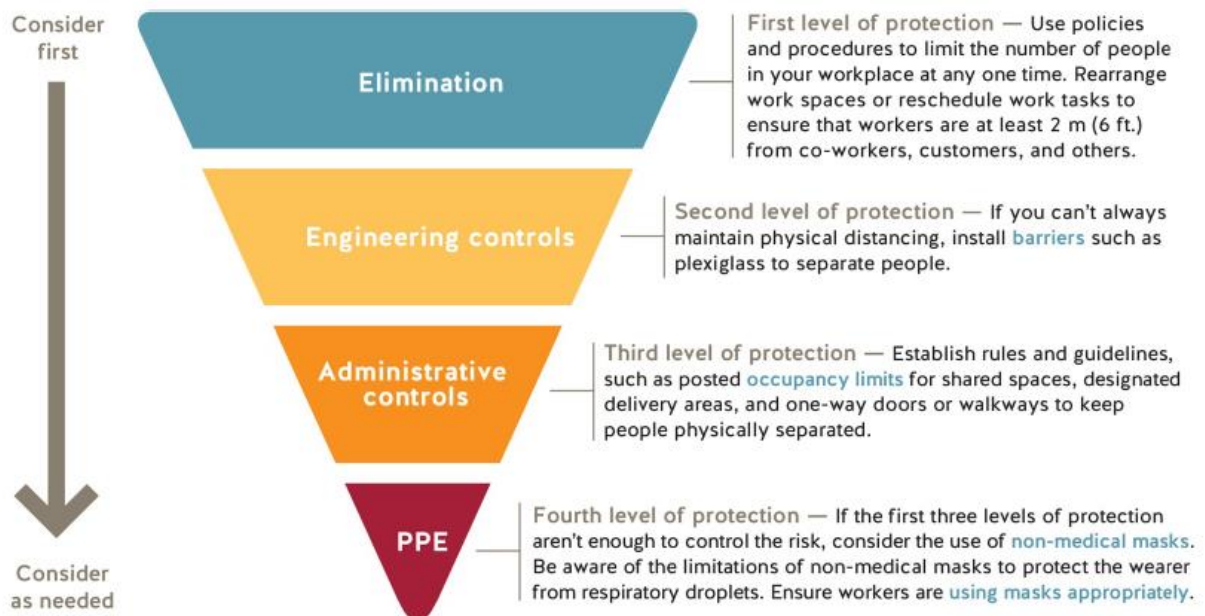 Consider
first
Elimination
First level of protection — Use policies
and procedures to limit the number of people
in your workplace at any one time. Rearrange
work spaces or reschedule work tasks to
ensure that workers are at least 2 m (6 ft.)
from co-workers, customers, and others.
Engineering controls
Second level of protection — If you can’t always
maintain physical distancing, install barriers such as
plexiglass to separate people.
Administrative
controls
Third level of protection — Establish rules and guidelines,
such as posted occupancy limits for shared spaces, designated
delivery areas, and one-way doors or walkways to keep
people physically separated.
PPE
Fourth level of protection — If the first three levels of protection
aren’t enough to control the risk, consider the use of non-medical masks.
Be aware of the limitations of non-medical masks to protect the wearer
from respiratory droplets. Ensure workers are using masks appropriately.
Consider
as needed